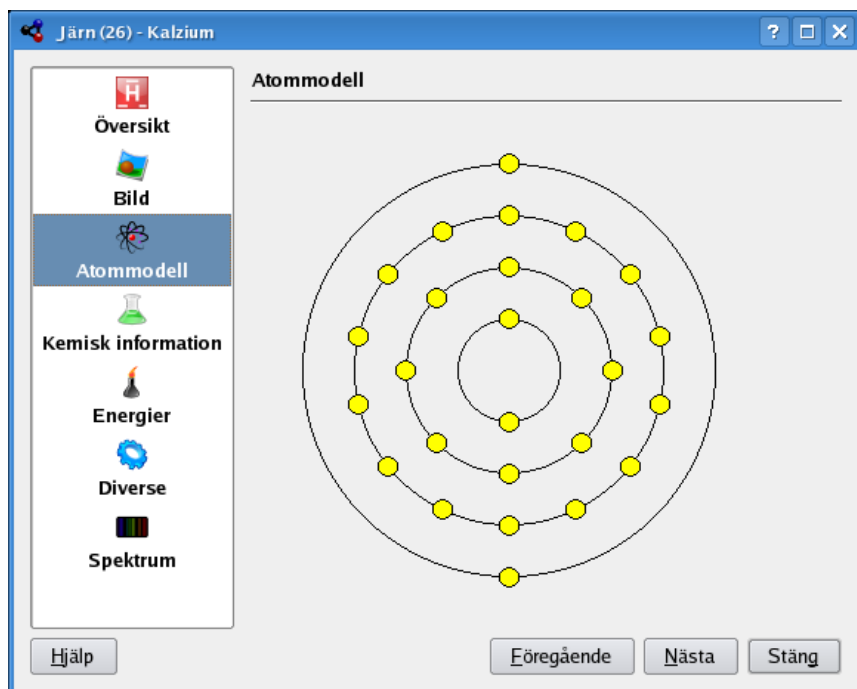 Järn (26) - Kalzium
?
H
Översikt
Bild
Atommodell
Kemisk information
Energier
Diverse
Spektrum
Atommodell
Hjälp
Föregående
Nästa
Stäng